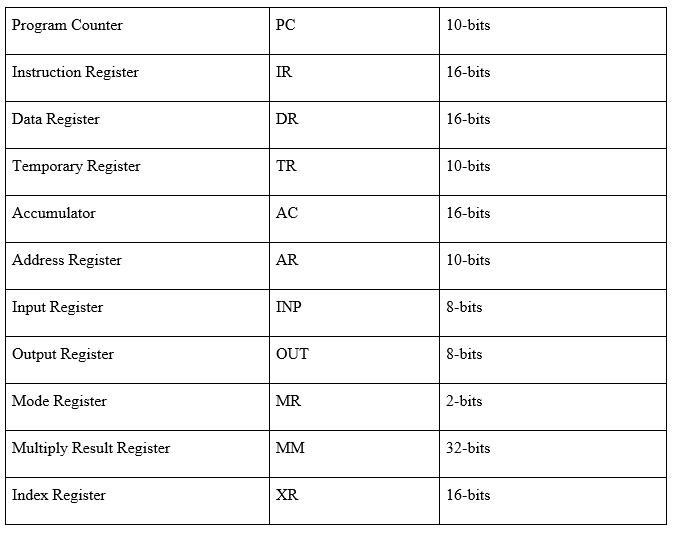 Program Counter PC 10-bits
Instruction Register IR 16-bits
Data Register DR 16-bits
Temporary Register TR 10-bits
Accumulator AC 16-bits
Address Register AR 10-bits
Input Register INP 8-bits
Output Register OUT 8-bits
Mode Register MR 2-bits
Multiply Result Register MM 32-bits
Index Register XR 16-bits